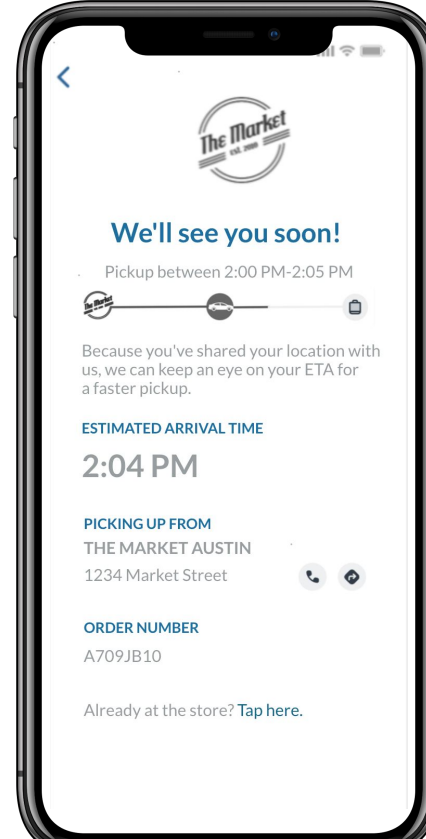 The Market
EST. 2010
We'll see you soon!
Pickup between 2:00 PM-2:05 PM
The Market
Because you've shared your location with
us, we can keep an eye on your ETA for
a faster pickup.
ESTIMATED ARRIVAL TIME
2:04 PM
PICKING UP FROM
THE MARKET AUSTIN
1234 Market Street
ORDER NUMBER
A709JB10
Already at the store? Tap here.